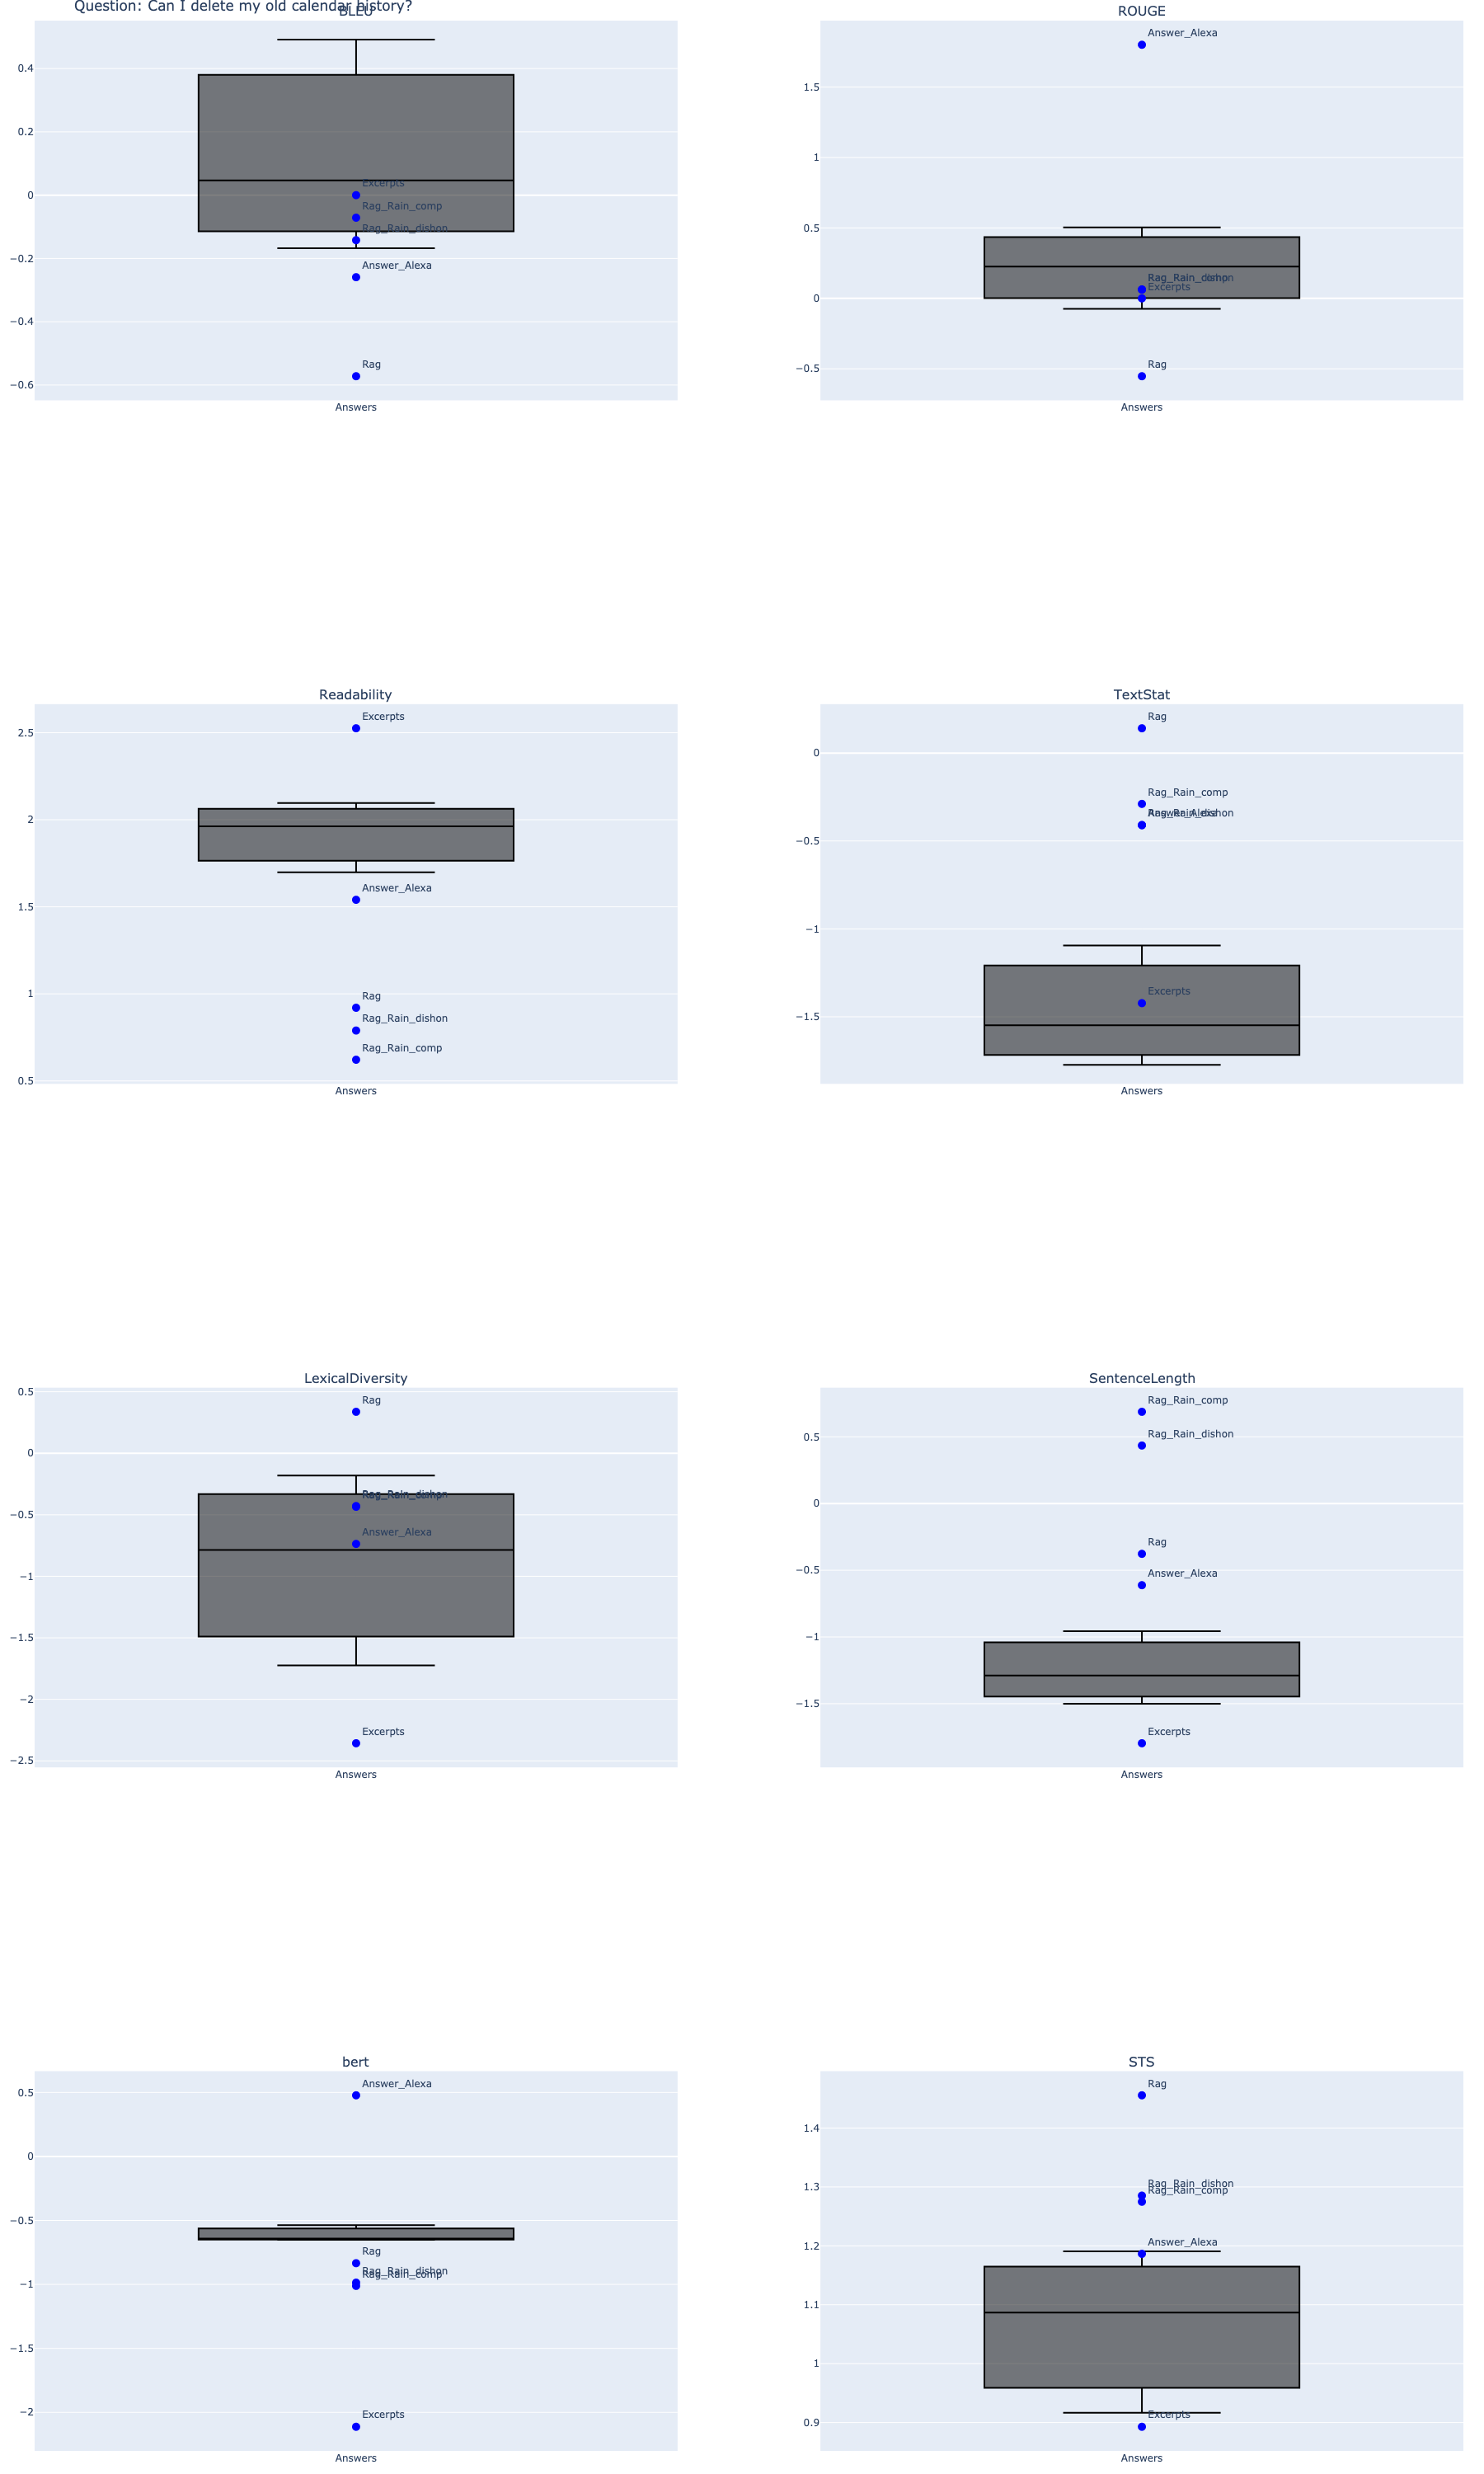 Question: Can I delete my old calendar history?
BLEU
0.4
0.2
0
−0.2
−0.4
−0.6
Excerpts
Rag_Rain_comp
Rag_Rain_dishon
Answer_Alexa
Rag
Answers
ROUGE
1.5
1
0.5
0
−0.5
Answer_Alexa
Rag_Rain_dishon
Rag_Rain_comp
Excerpts
Rag
Answers
Readability
2.5
2
1.5
1
0.5
Excerpts
Answer_Alexa
Rag
Rag_Rain_dishon
Rag_Rain_comp
Answers
TextStat
0
−0.5
−1
−1.5
Rag
Rag_Rain_comp
Rag_Rain_dishon
Answer_Alexa
Excerpts
Answers
LexicalDiversity
0.5
0
−0.5
−1
−1.5
−2
−2.5
Rag
Rag_Rain_dishon
Rag_Rain_comp
Answer_Alexa
Excerpts
Answers
SentenceLength
0.5
0
−0.5
−1
−1.5
Rag_Rain_comp
Rag_Rain_dishon
Rag
Answer_Alexa
Excerpts
Answers
bert
0.5
0
−0.5
−1
−1.5
−2
Answer_Alexa
Rag
Rag_Rain_dishon
Rag_Rain_comp
Excerpts
Answers
STS
1.4
1.3
1.2
1.1
1
0.9
Rag
Rag_Rain_dishon
Rag_Rain_comp
Answer_Alexa
Excerpts
Answers